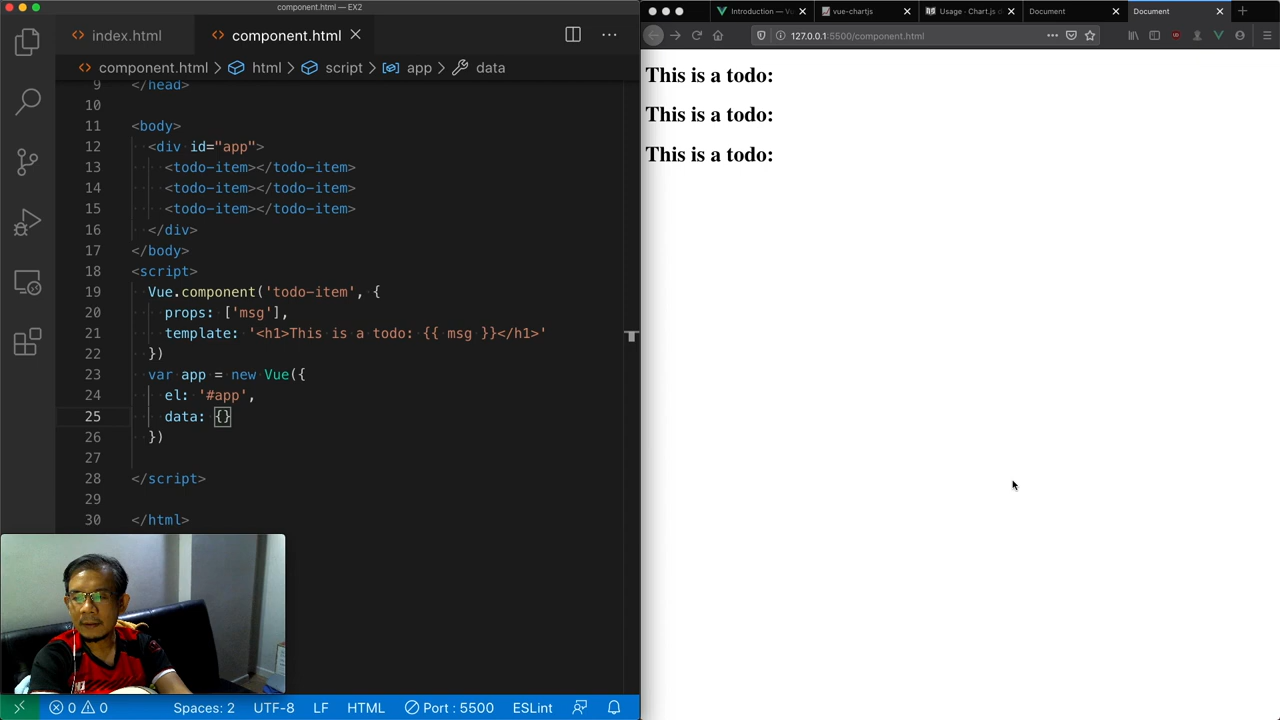 component.html — EX2
index.html
component.html
component.html > html > script > app > data
9 </head>
10
11 <body>
12 <div id="app">
13 <todo-item></todo-item>
14 <todo-item></todo-item>
15 <todo-item></todo-item>
16 </div>
17 </body>
18 <script>
19 Vue.component('todo-item', {
20 props: ['msg'],
21 template: '<h1>This is a todo: {{ msg }}</h1>'
22 })
23 var app = new Vue({
24 el: '#app',
25 data: {}
26 })
27
28 </script>
29
30 </html>
0 0 Spaces: 2 UTF-8 LF HTML Port : 5500 ESLint
Introduction — Vu
vue-chartjs
Usage · Chart.js d
Document
Document
127.0.0.1:5500/component.html
This is a todo:
This is a todo:
This is a todo: